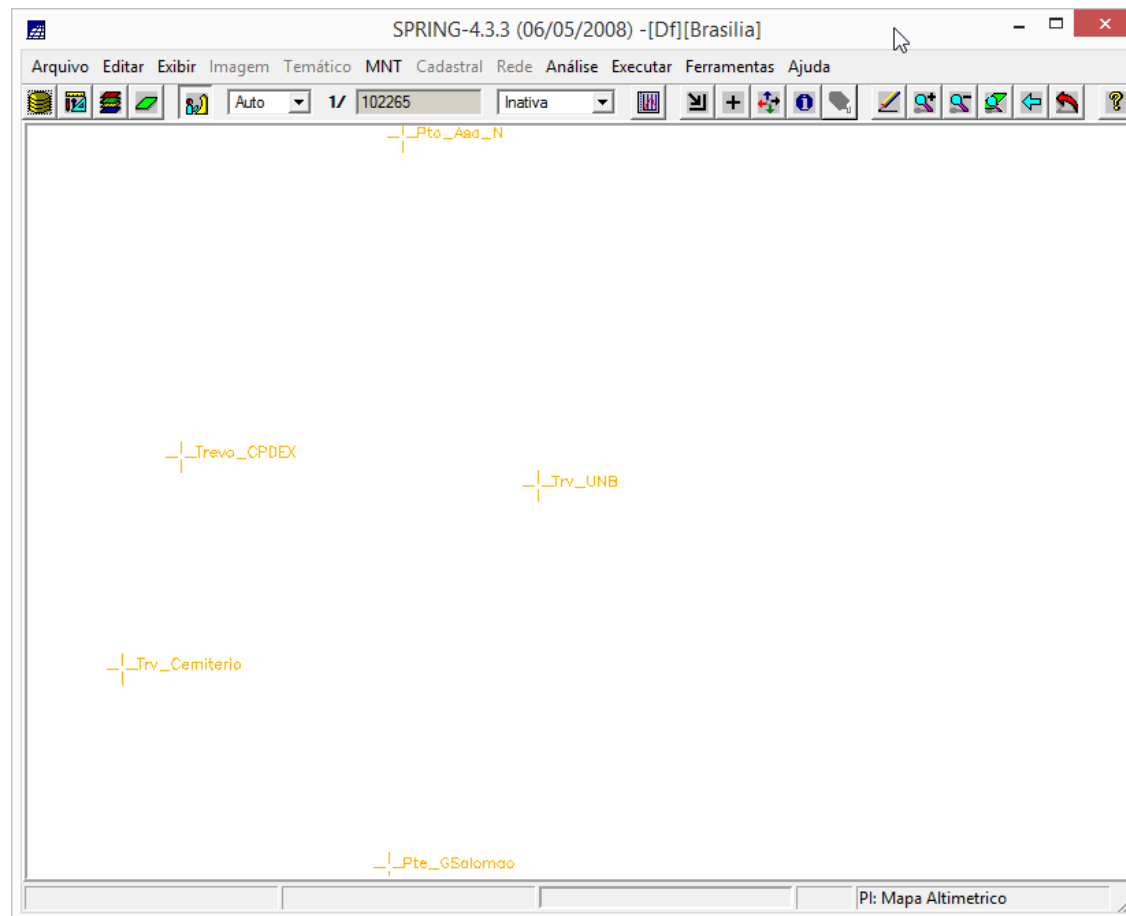 SPRING-4.3.3 (06/05/2008) -[Df][Brasilia]
Arquivo Editar Exibir Imagem Temático MNT Cadastral Rede Análise Executar Ferramentas Ajuda
Auto 1/ 102265 Inativa
Pto_Asa_N
Trevo_CPDEX
Trv_UNB
Trv_Cemiterio
Pte_GSalomao
PI: Mapa Altimetrico